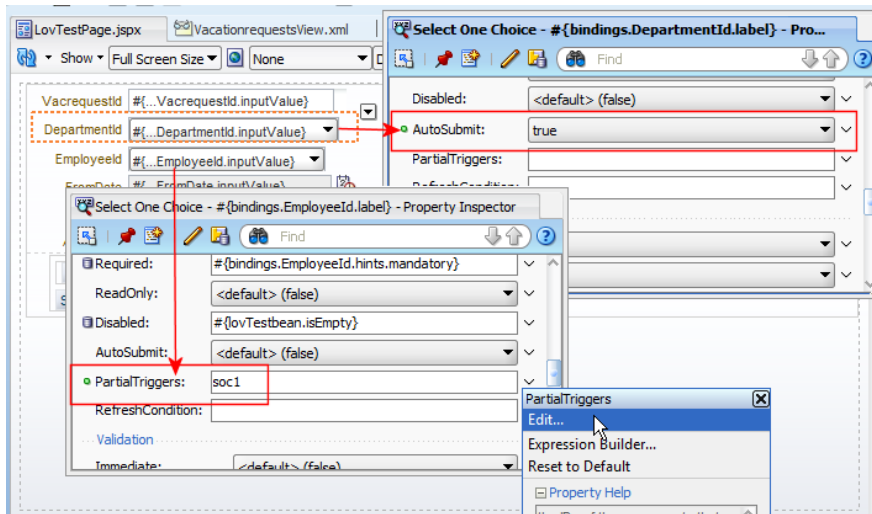 LovTestPage.jspx VacationrequestsView.xml
Show Full Screen Size None
VacrequestId #{...VacrequestId.inputValue}
DepartmentId #{...DepartmentId.inputValue}
EmployeeId #{...EmployeeId.inputValue}
FromDate #{...FromDate.inputValue}
Select One Choice - #{bindings.DepartmentId.label} - Pro...
Find
Disabled: <default> (false)
AutoSubmit: true
PartialTriggers:
RefreshCondition:
Select One Choice - #{bindings.EmployeeId.label} - Property Inspector
Find
Required: #{bindings.EmployeeId.hints.mandatory}
ReadOnly: <default> (false)
Disabled: #{lovTestbean.isEmpty}
AutoSubmit: <default> (false)
PartialTriggers: soc1
RefreshCondition:
Validation
Immediate: <default> (false)
PartialTriggers
Edit...
Expression Builder...
Reset to Default
Property Help